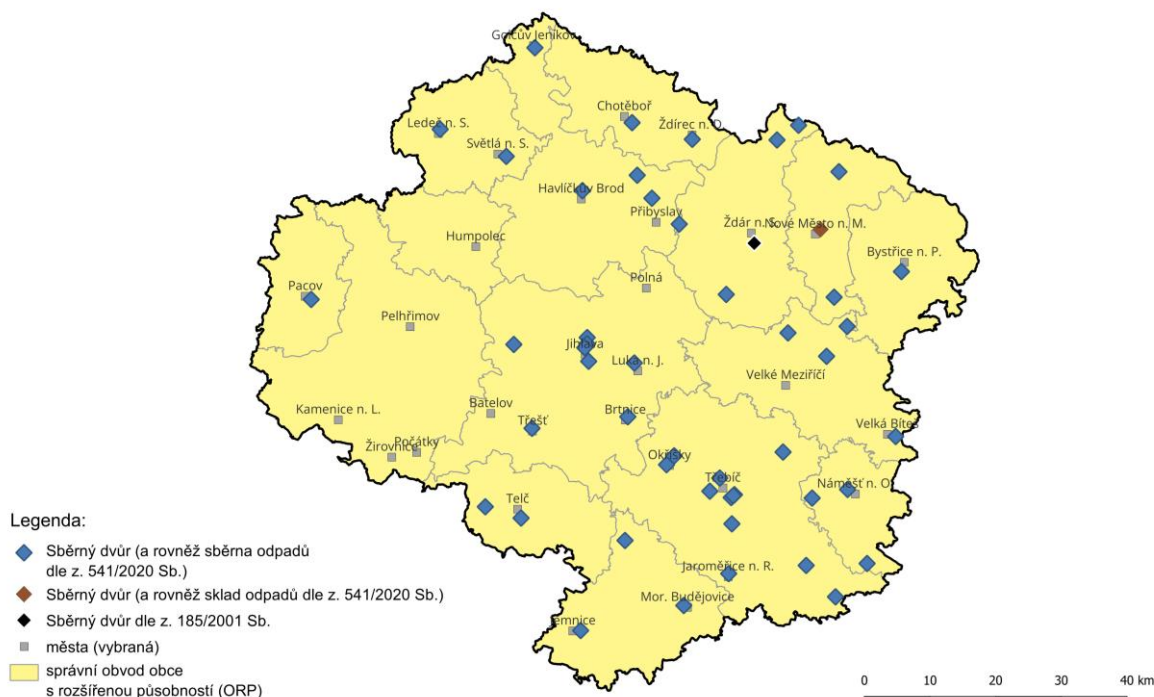 Golčův Jeníkov
Chotěboř
Ledeč n. S.
Ždírec n. D.
Světlá n. S.
Havlíčkův Brod
Přibyslav
Ždár n. S.
Nové Město n. M.
Humpolec
Bystřice n. P.
Polná
Pacov
Pelhřimov
Jihlava
Luka n. J.
Velké Meziříčí
Batelov
Brtnice
Kamenice n. L.
Třešť
Velká Bíteš
Počátky
Žirovnice
Okříšky
Třebíč
Náměšť n. O.
Telč
Jaroměřice n. R.
Mor. Budějovice
Jemnice
Legenda:
Sběrný dvůr (a rovněž sběrna odpadů
dle z. 541/2020 Sb.)
Sběrný dvůr (a rovněž sklad odpadů dle z. 541/2020 Sb.)
Sběrný dvůr dle z. 185/2001 Sb.
města (vybraná)
správní obvod obce
s rozšířenou působností (ORP)
0 10 20 30 40 km